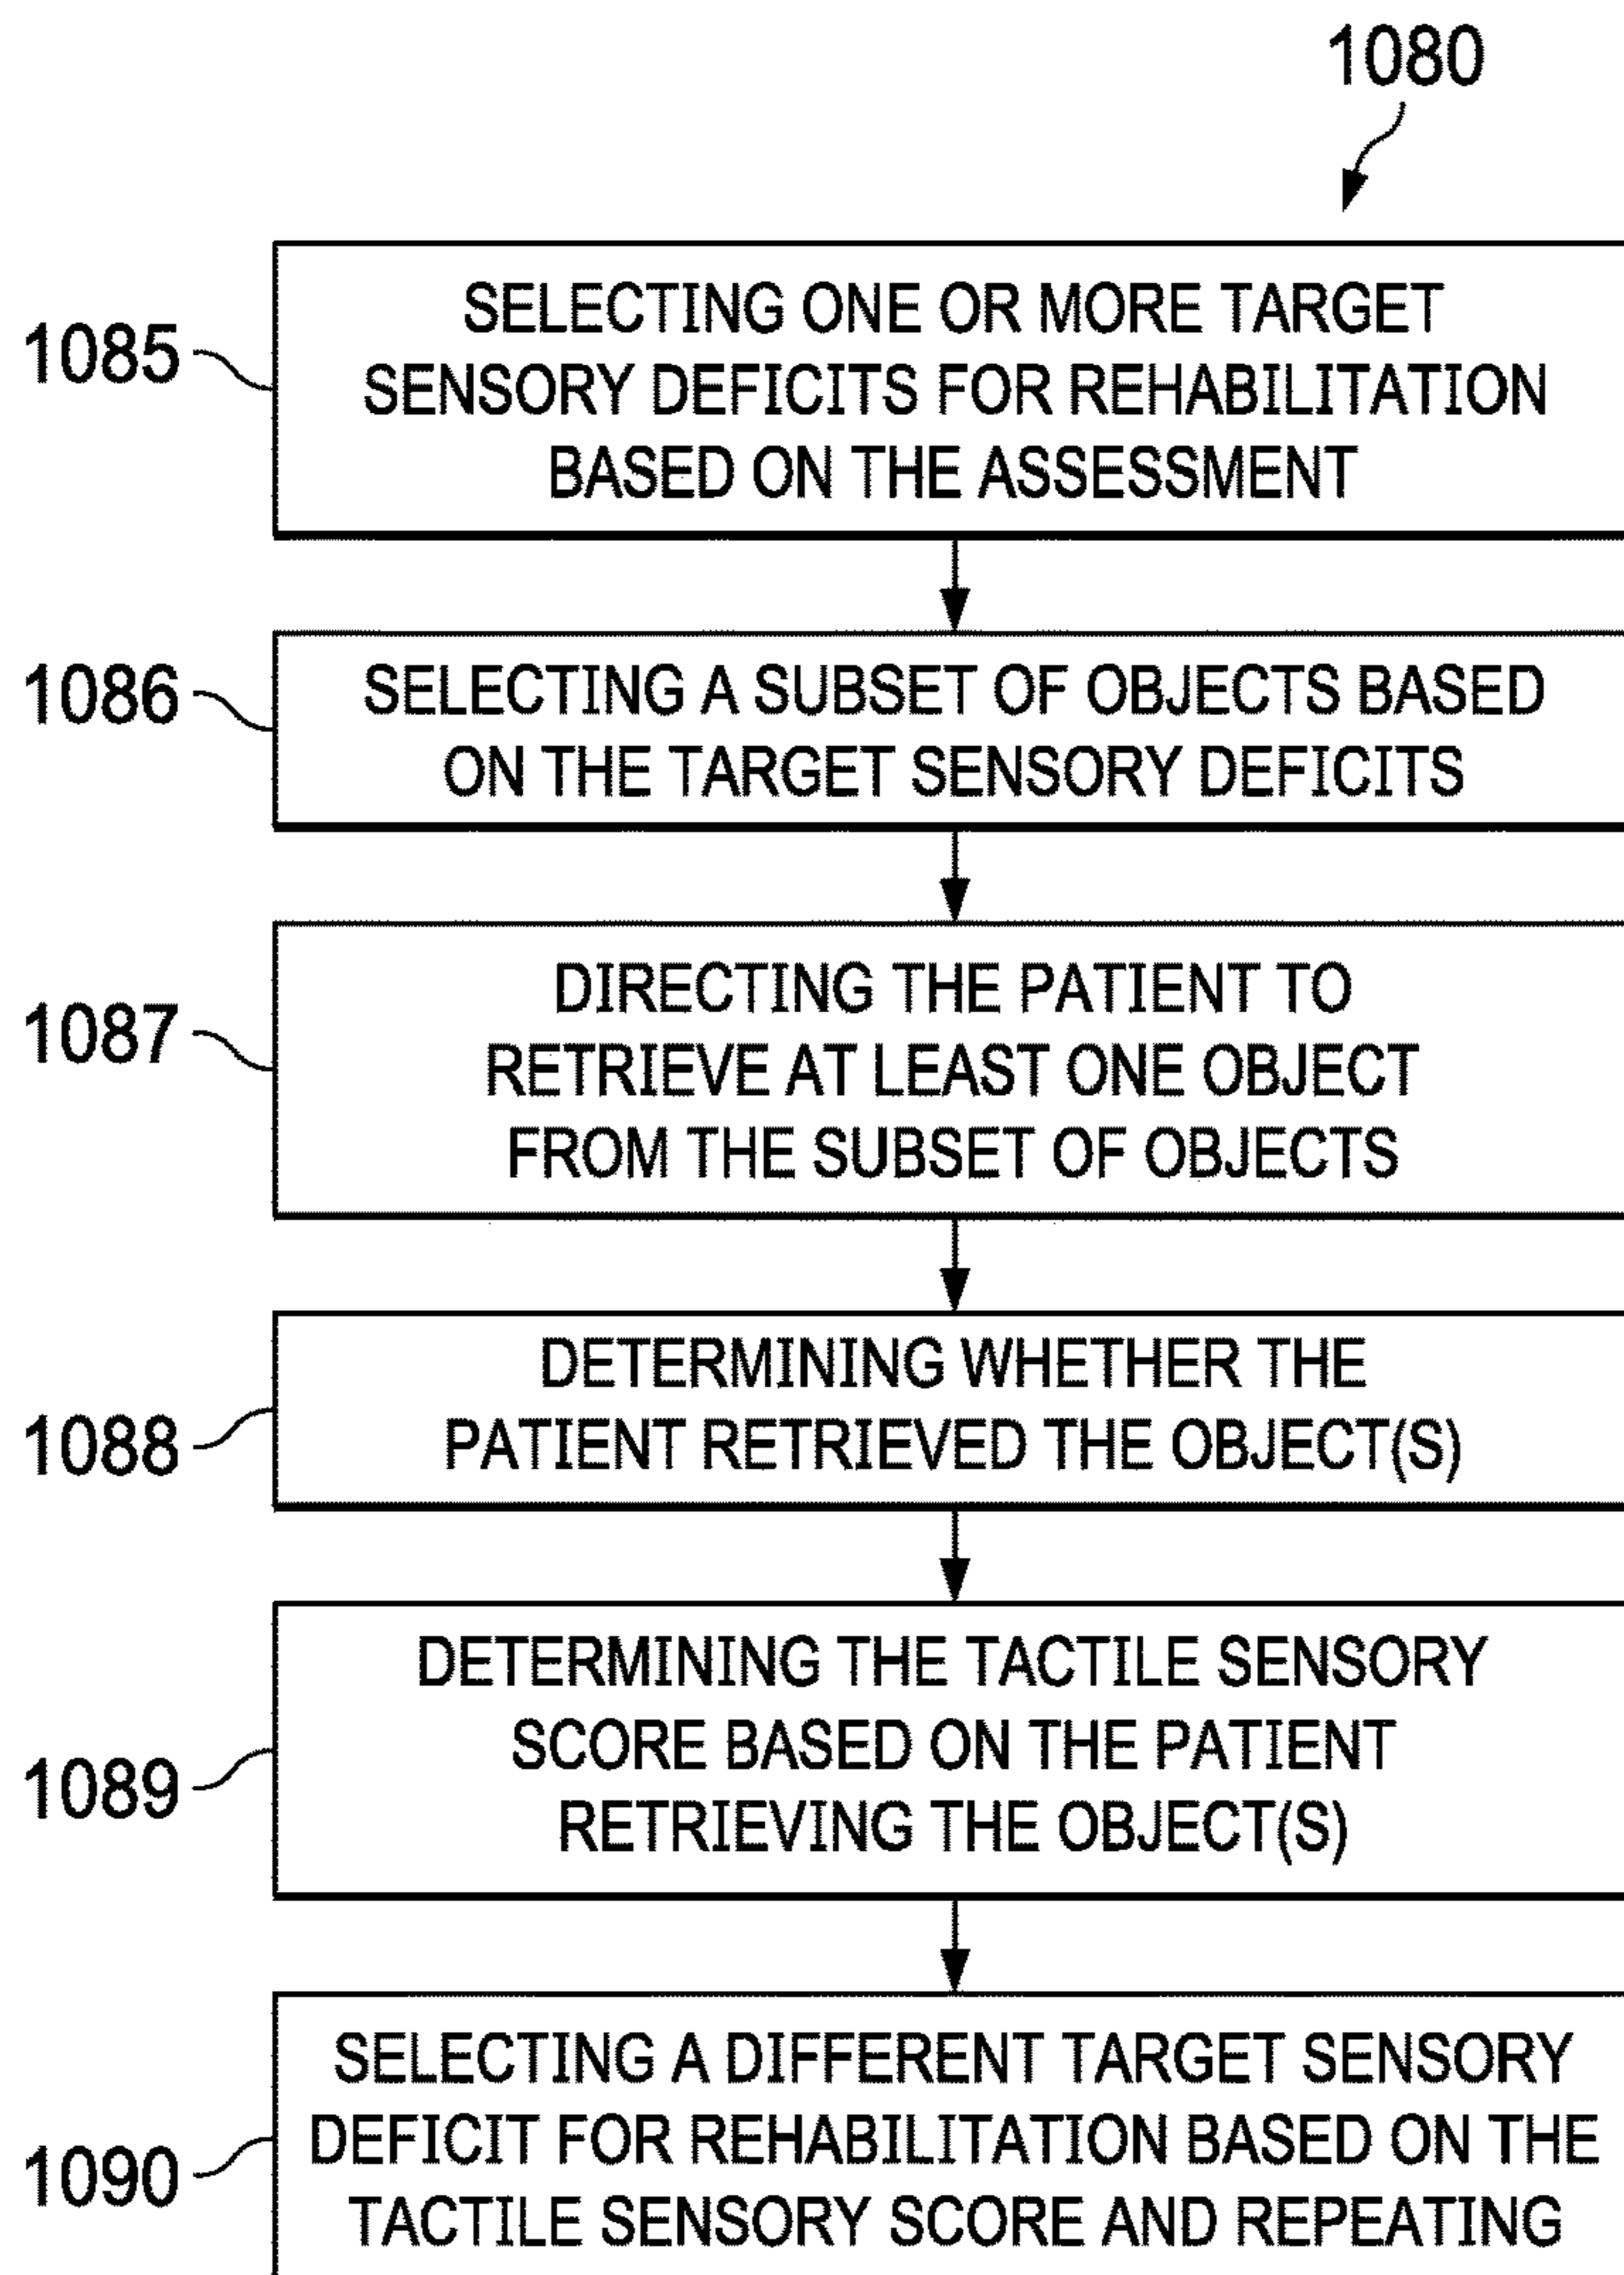 1080
1085
SELECTING ONE OR MORE TARGET
SENSORY DEFICITS FOR REHABILITATION
BASED ON THE ASSESSMENT
1086
SELECTING A SUBSET OF OBJECTS BASED
ON THE TARGET SENSORY DEFICITS
1087
DIRECTING THE PATIENT TO
RETRIEVE AT LEAST ONE OBJECT
FROM THE SUBSET OF OBJECTS
1088
DETERMINING WHETHER THE
PATIENT RETRIEVED THE OBJECT(S)
1089
DETERMINING THE TACTILE SENSORY
SCORE BASED ON THE PATIENT
RETRIEVING THE OBJECT(S)
1090
SELECTING A DIFFERENT TARGET SENSORY
DEFICIT FOR REHABILITATION BASED ON THE
TACTILE SENSORY SCORE AND REPEATING